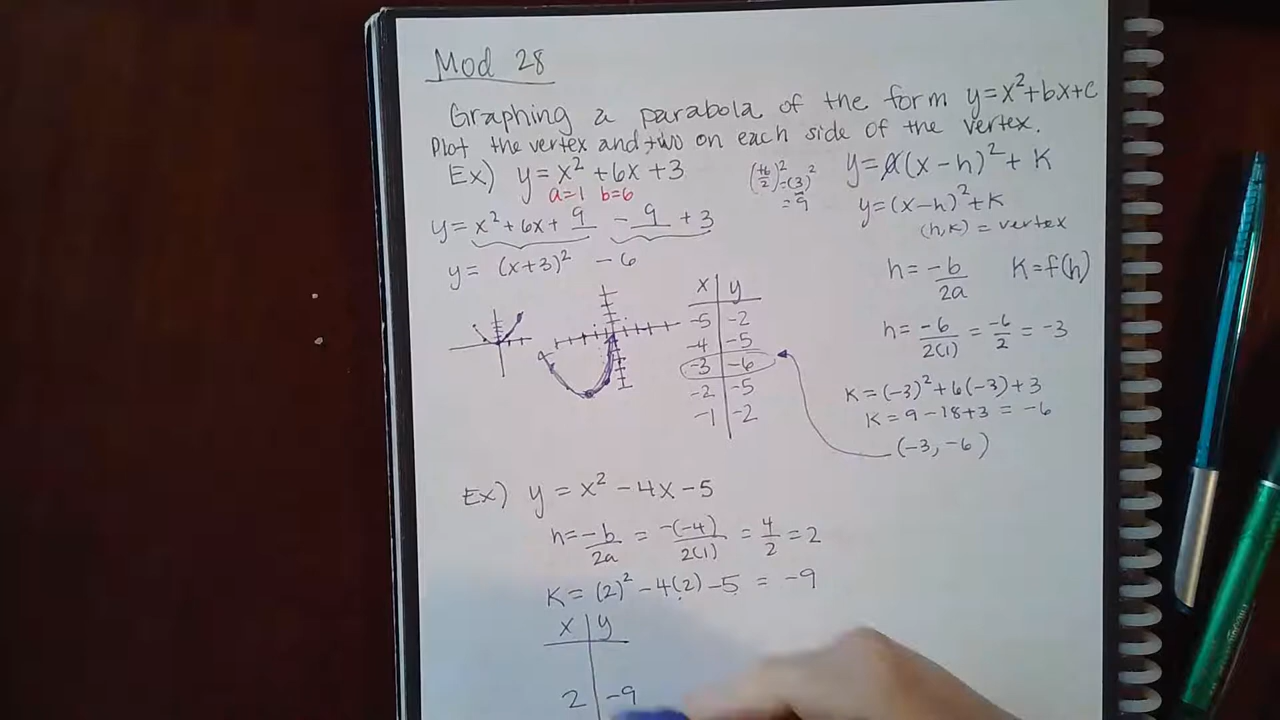 Mod 28
Graphing a parabola of the form y=x²+bx+c
Plot the vertex and two on each side of the vertex.
Ex) y = x² + 6x + 3
a=1 b=6
y = x² + 6x + 9 - 9 + 3
y = (x+3)² - 6
(+6/2)² = (3)²
= 9
y = a(x-h)² + K
y = (x-h)² + K
(h,K) = vertex
h = -b/2a K = f(h)
h = -6/2(1) = -6/2 = -3
K = (-3)² + 6(-3) + 3
K = 9 - 18 + 3 = -6
(-3, -6)
x | y
-5 | -2
-4 | -5
-3 | -6
-2 | -5
-1 | -2
Ex) y = x² - 4x - 5
h = -b/2a = -(-4)/2(1) = 4/2 = 2
K = (2)² - 4(2) - 5 = -9
x | y
2 | -9